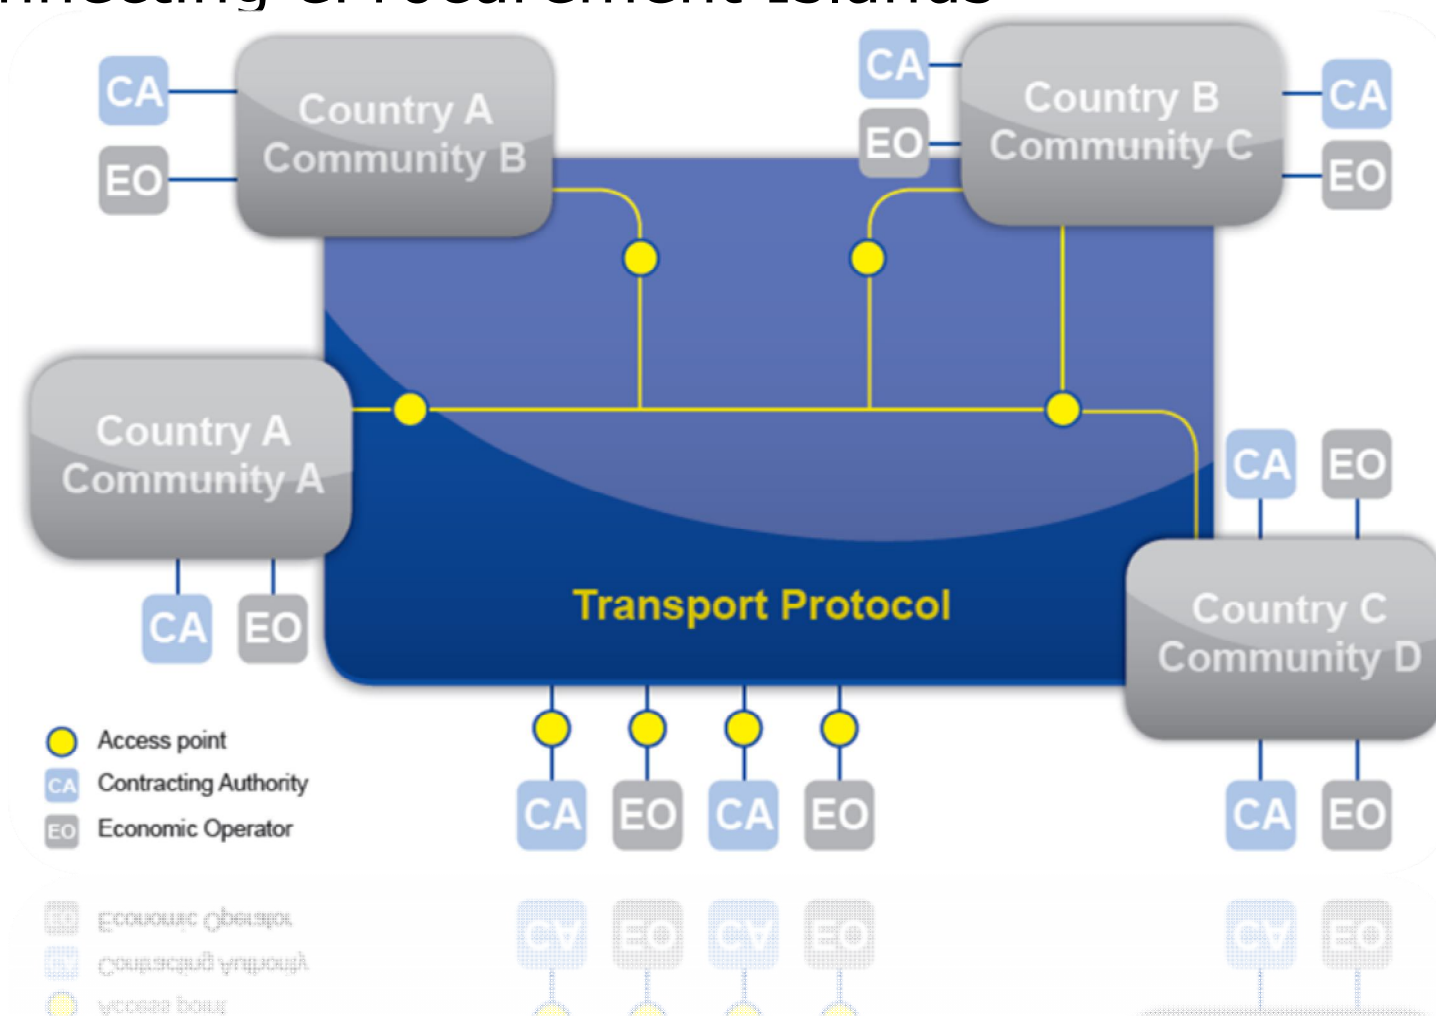 CA
EO
Country A
Community B
CA
EO
Country B
Community C
CA
EO
Country A
Community A
CA
EO
CA
EO
Transport Protocol
Country C
Community D
Access point
Contracting Authority
CA
Economic Operator
EO
CA
EO
CA
EO
CA
EO